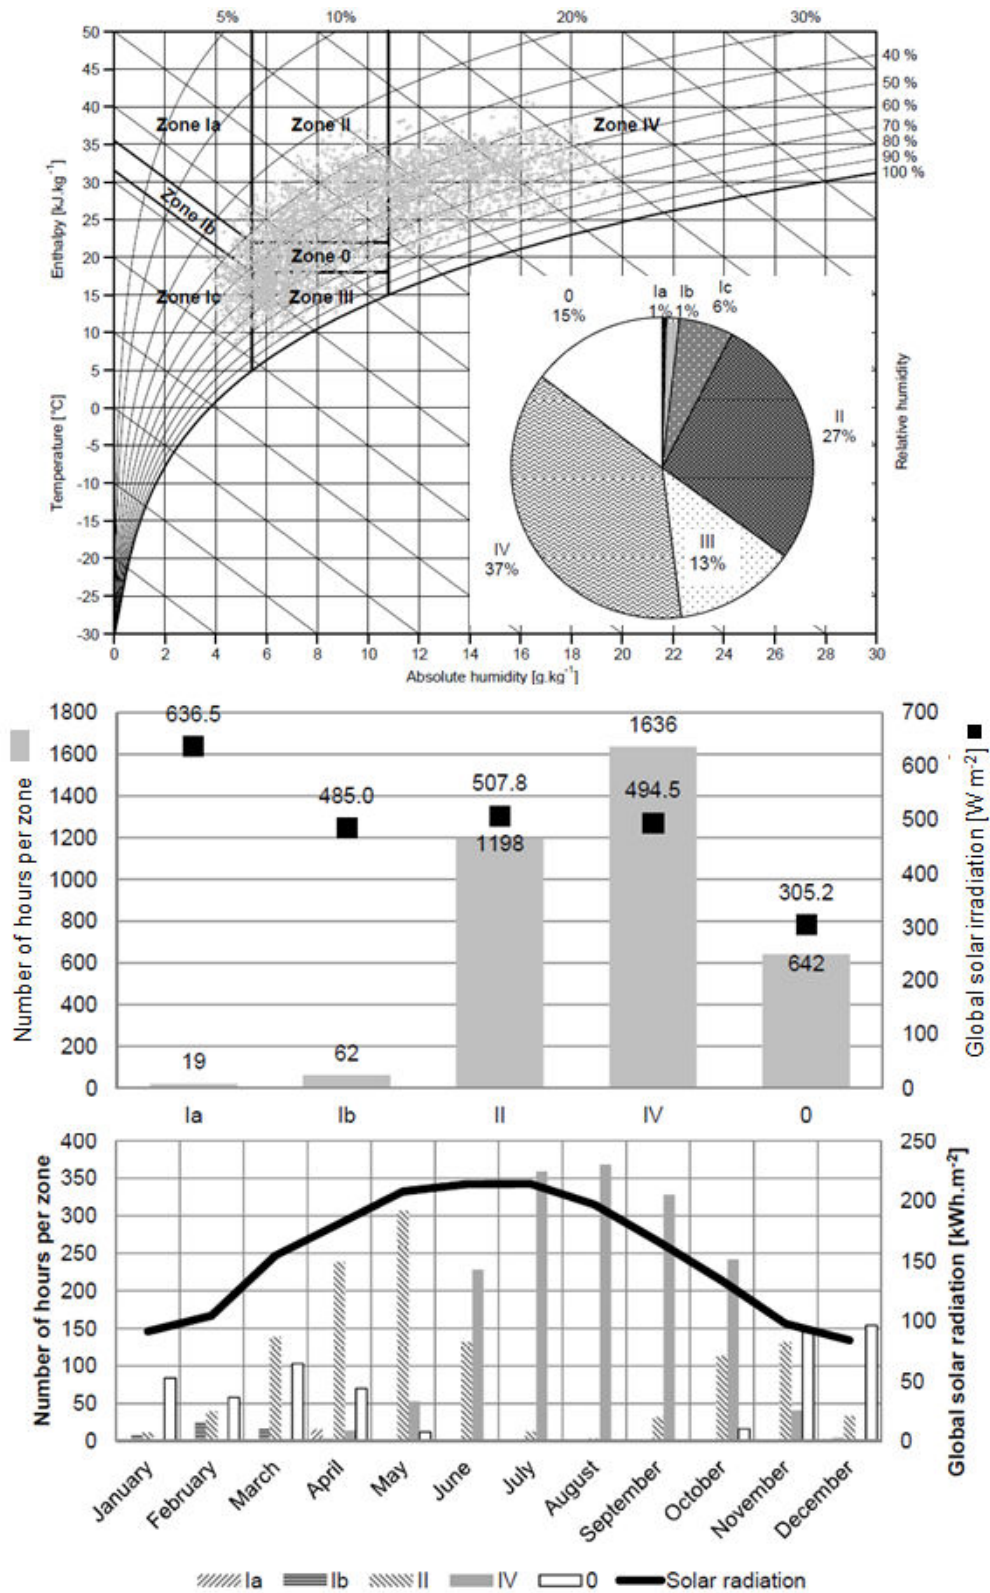 5% 10% 20% 30%
50
45
40
35
30
25
20
15
10
5
0
-5
-10
-15
-20
-25
-30
Enthalpy [kJ.kg⁻¹]
Temperature [°C]
Zone Ia
Zone II
Zone IV
Zone Ib
Zone 0
Zone Ic
Zone III
40 %
50 %
60 %
70 %
80 %
90 %
100 %
Relative humidity
0
15%
Ia
1%
Ib
1%
Ic
6%
II
27%
III
13%
IV
37%
0 2 4 6 8 10 12 14 16 18 20 22 24 26 28 30
Absolute humidity [g.kg⁻¹]
Number of hours per zone
1800
1600
1400
1200
1000
800
600
400
200
0
636.5
485.0
507.8
494.5
305.2
19
62
1198
1636
642
700
600
500
400
300
200
100
0
Global solar irradiation [W m⁻²]
Ia Ib II IV 0
Number of hours per zone
400
350
300
250
200
150
100
50
0
250
200
150
100
50
0
Global solar radiation [kWh.m⁻²]
January February March April May June July August September October November December
Ia Ib II IV 0 Solar radiation